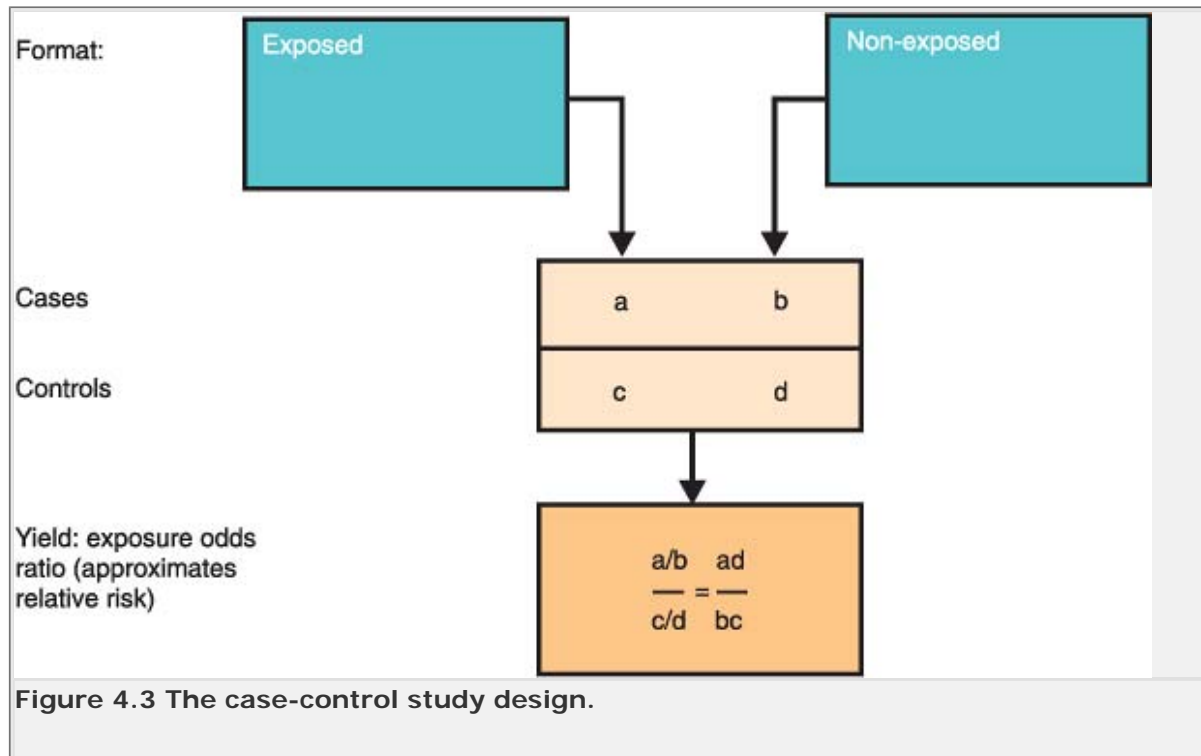 Format:
Exposed
Non-exposed
Cases
a b
Controls
c d
Yield: exposure odds
ratio (approximates
relative risk)
a/b ad
— = —
c/d bc
Figure 4.3 The case-control study design.